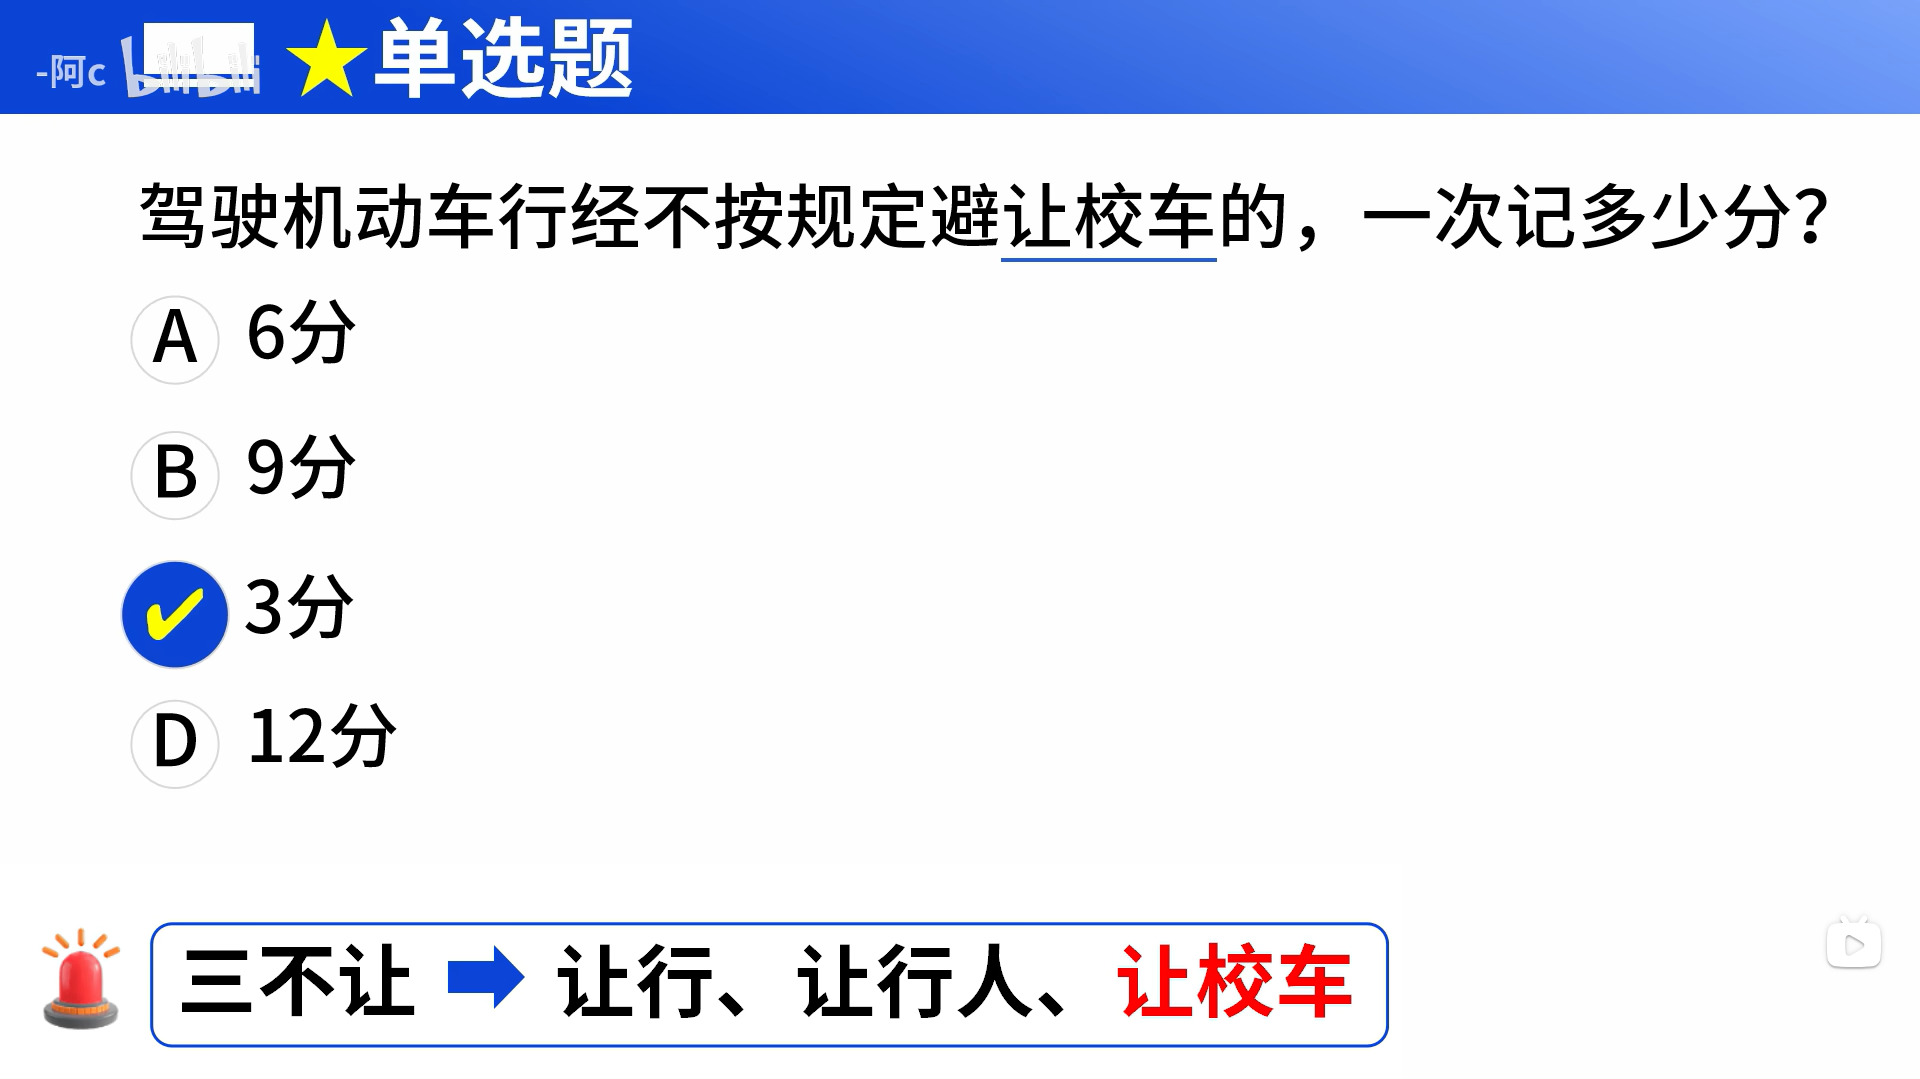 -阿c bilibili ★单选题
驾驶机动车行经不按规定避让校车的，一次记多少分?
A 6分
B 9分
✔ 3分
D 12分
三不让 ➡ 让行、让行人、让校车